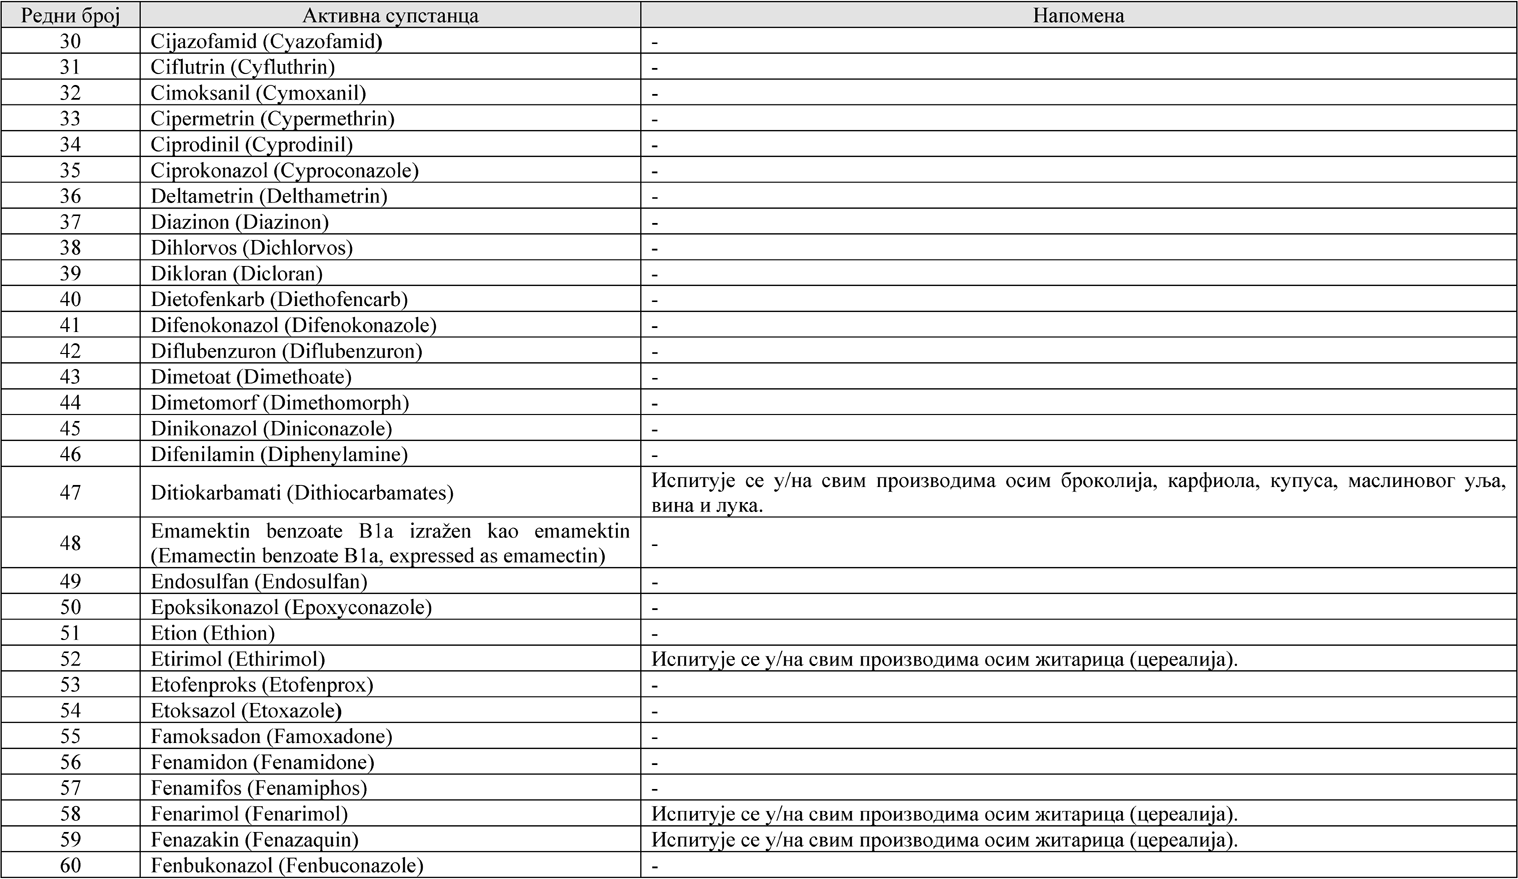 Редни број Активна супстанца Напомена
30 Cijazofamid (Cyazofamid) -
31 Ciflutrin (Cyfluthrin) -
32 Cimoksanil (Cymoxanil) -
33 Cipermetrin (Cypermethrin) -
34 Ciprodinil (Cyprodinil) -
35 Ciprokonazol (Cyproconazole) -
36 Deltametrin (Delthametrin) -
37 Diazinon (Diazinon) -
38 Dihlorvos (Dichlorvos) -
39 Dikloran (Dicloran) -
40 Dietofenkarb (Diethofencarb) -
41 Difenokonazol (Difenokonazole) -
42 Diflubenzuron (Diflubenzuron) -
43 Dimetoat (Dimethoate) -
44 Dimetomorf (Dimethomorph) -
45 Dinikonazol (Diniconazole) -
46 Difenilamin (Diphenylamine) -
47 Ditiokarbamati (Dithiocarbamates) Испитује се у/на свим производима осим броколија, карфиола, купуса, маслиновог уља,
вина и лука.
48 Emamektin benzoate B1a izražen kao emamektin
(Emamectin benzoate B1a, expressed as emamectin) -
49 Endosulfan (Endosulfan) -
50 Epoksikonazol (Epoxyconazole) -
51 Etion (Ethion) -
52 Etirimol (Ethirimol) Испитује се у/на свим производима осим житарица (цереалија).
53 Etofenproks (Etofenprox) -
54 Etoksazol (Etoxazole) -
55 Famoksadon (Famoxadone) -
56 Fenamidon (Fenamidone) -
57 Fenamifos (Fenamiphos) -
58 Fenarimol (Fenarimol) Испитује се у/на свим производима осим житарица (цереалија).
59 Fenazakin (Fenazaquin) Испитује се у/на свим производима осим житарица (цереалија).
60 Fenbukonazol (Fenbuconazole) -